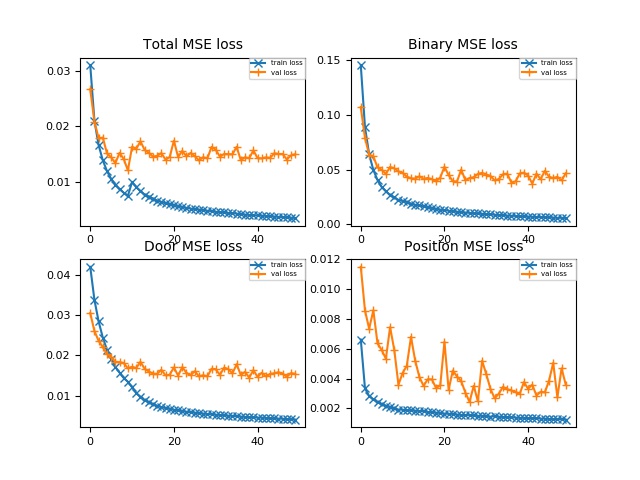 Total MSE loss
0.03
0.02
0.01
0 20 40
train loss
val loss
Binary MSE loss
0.15
0.10
0.05
0.00
0 20 40
train loss
val loss
Door MSE loss
0.04
0.03
0.02
0.01
0 20 40
train loss
val loss
Position MSE loss
0.012
0.010
0.008
0.006
0.004
0.002
0 20 40
train loss
val loss